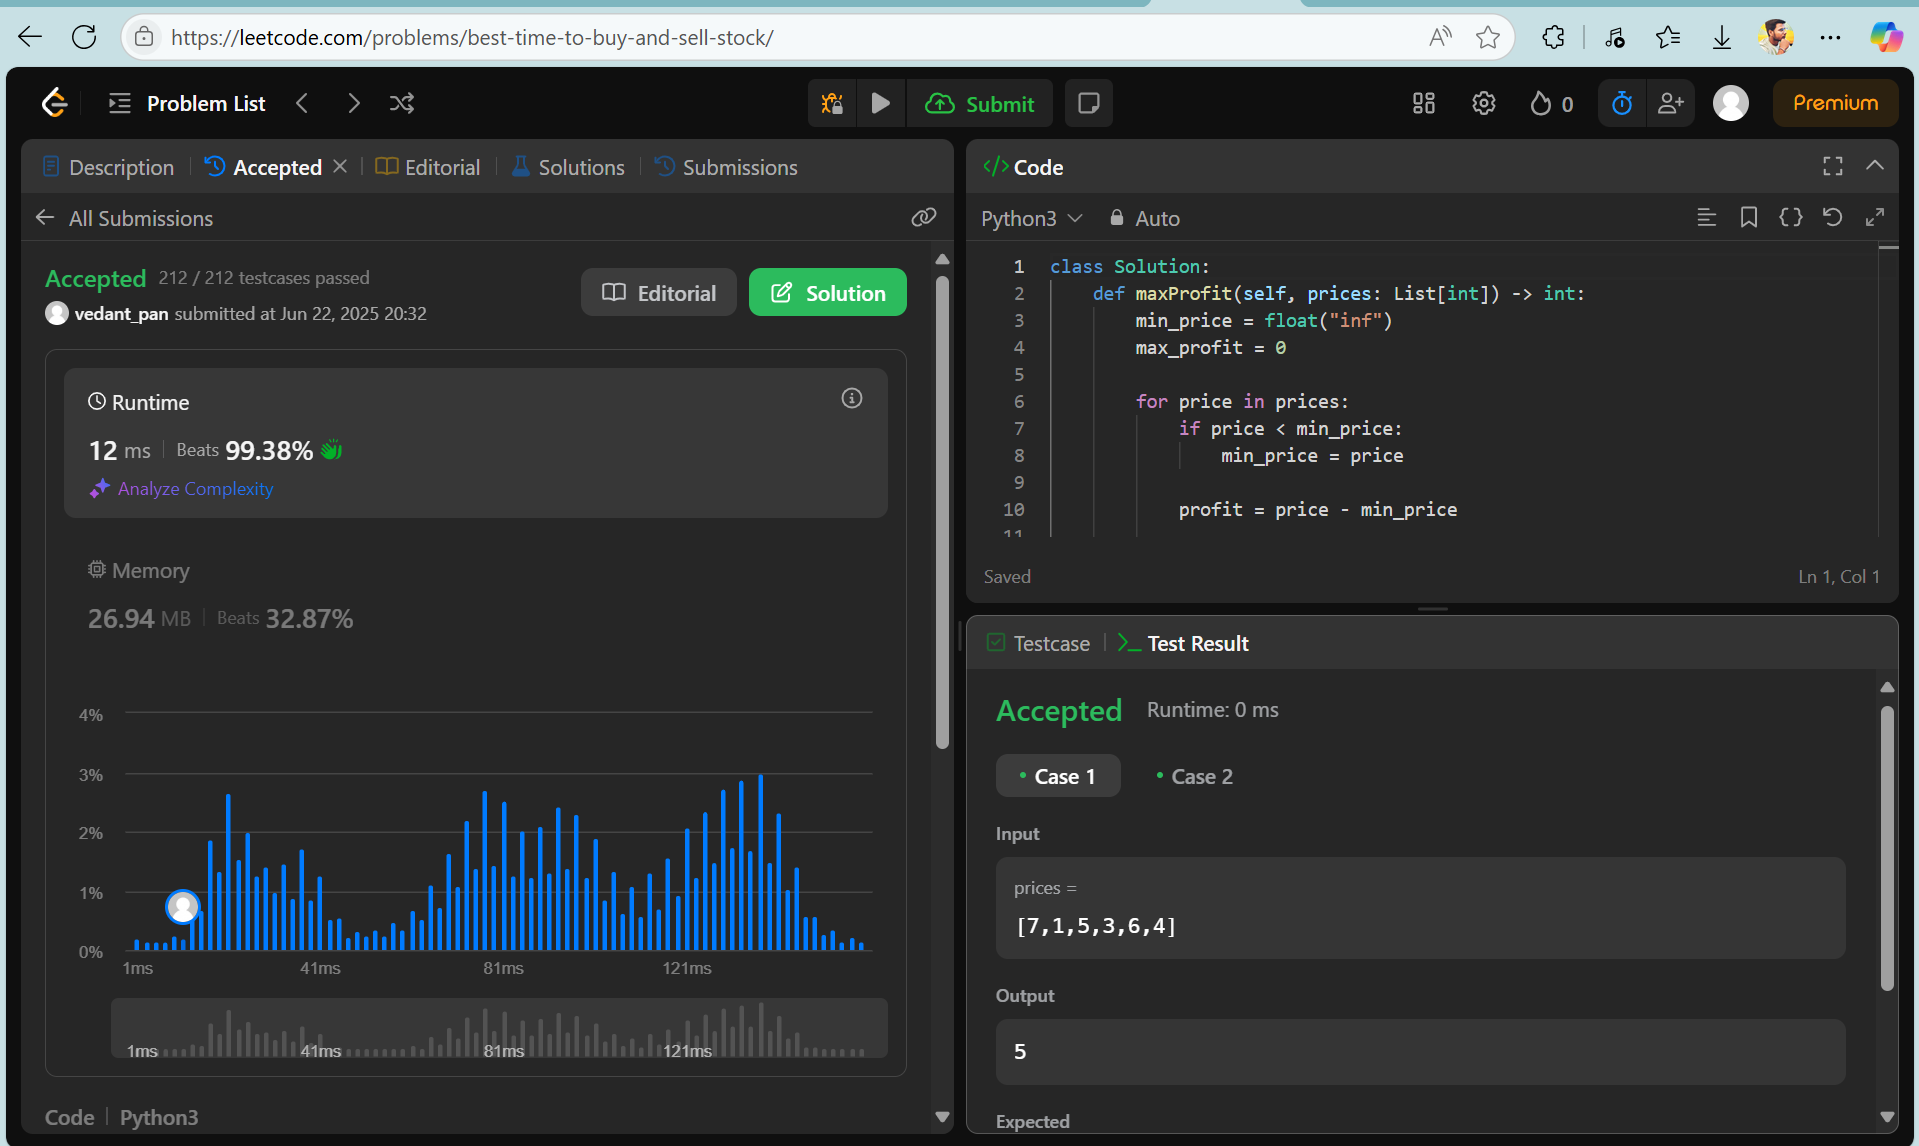 https://leetcode.com/problems/best-time-to-buy-and-sell-stock/
Problem List
Submit
0
Premium
Description
Accepted
Editorial
Solutions
Submissions
All Submissions
Accepted 212 / 212 testcases passed
vedant_pan submitted at Jun 22, 2025 20:32
Editorial
Solution
Runtime
12 ms | Beats 99.38%
Analyze Complexity
Memory
26.94 MB | Beats 32.87%
4%
3%
2%
1%
0%
1ms 41ms 81ms 121ms
1ms 41ms 81ms 121ms
Code | Python3
</> Code
Python3 Auto
1 class Solution:
2 def maxProfit(self, prices: List[int]) -> int:
3 min_price = float("inf")
4 max_profit = 0
5
6 for price in prices:
7 if price < min_price:
8 min_price = price
9
10 profit = price - min_price
11
Saved Ln 1, Col 1
Testcase | >_ Test Result
Accepted Runtime: 0 ms
Case 1 Case 2
Input
prices =
[7,1,5,3,6,4]
Output
5
Expected